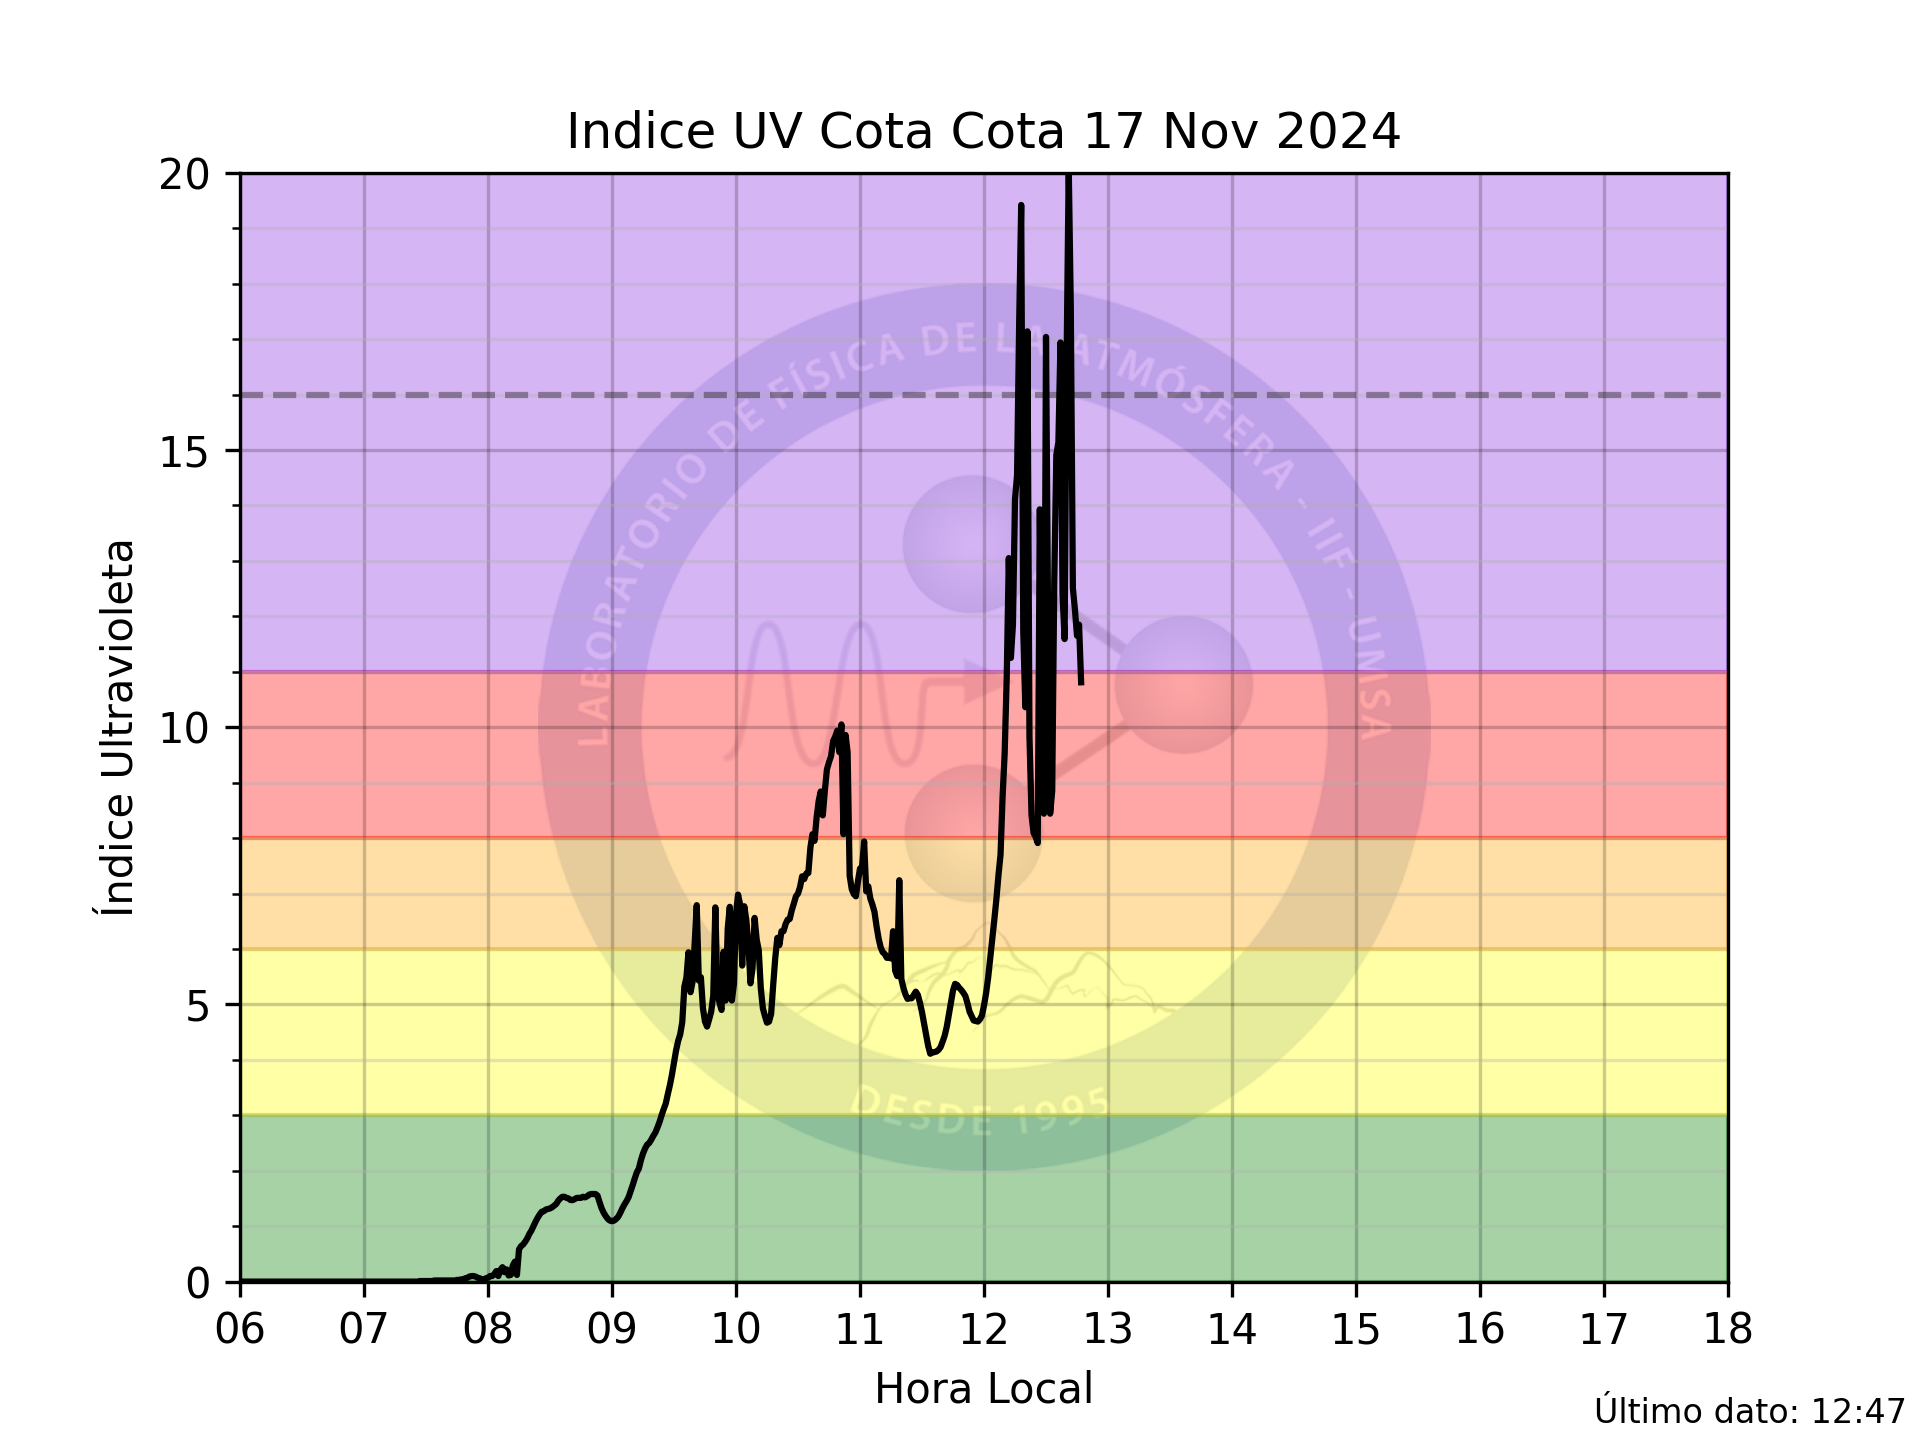 Indice UV Cota Cota 17 Nov 2024
20
15
10
5
0
Índice Ultravioleta
LABORATORIO DE FÍSICA DE LA ATMÓSFERA - IIF - UMSA
DESDE 1995
06 07 08 09 10 11 12 13 14 15 16 17 18
Hora Local
Último dato: 12:47